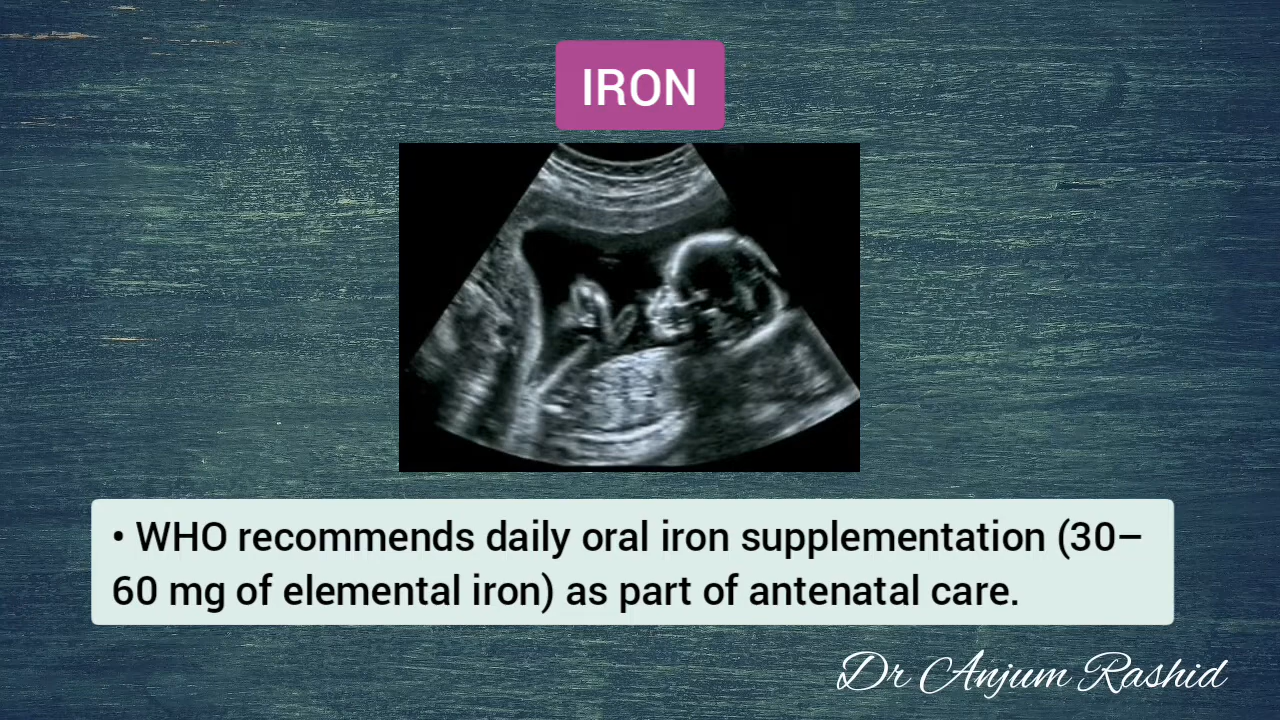 IRON
• WHO recommends daily oral iron supplementation (30–
60 mg of elemental iron) as part of antenatal care.
Dr Anjum Rashid